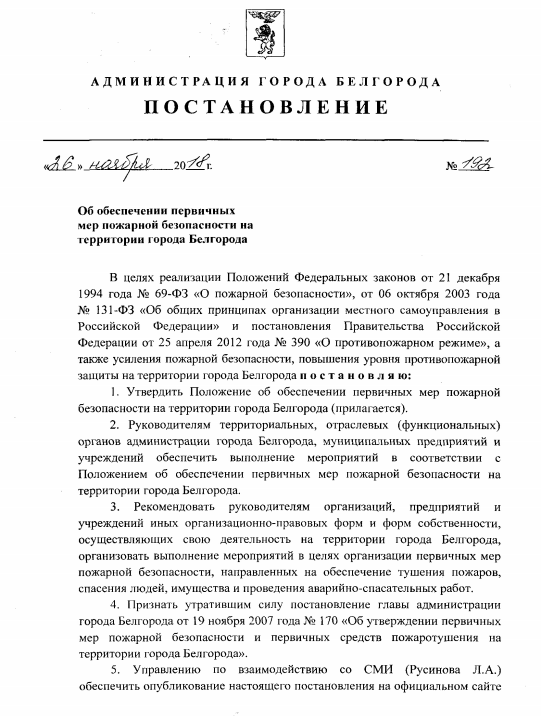 АДМИНИСТРАЦИЯ ГОРОДА БЕЛГОРОДА
ПОСТАНОВЛЕНИЕ
«26» ноября 2018г. № 192
Об обеспечении первичных
мер пожарной безопасности на
территории города Белгорода
В целях реализации Положений Федеральных законов от 21 декабря
1994 года № 69-ФЗ «О пожарной безопасности», от 06 октября 2003 года
№ 131-ФЗ «Об общих принципах организации местного самоуправления в
Российской Федерации» и постановления Правительства Российской
Федерации от 25 апреля 2012 года № 390 «О противопожарном режиме», а
также усиления пожарной безопасности, повышения уровня противопожарной
защиты на территории города Белгорода п о с т а н о в л я ю:
1. Утвердить Положение об обеспечении первичных мер пожарной
безопасности на территории города Белгорода (прилагается).
2. Руководителям территориальных, отраслевых (функциональных)
органов администрации города Белгорода, муниципальных предприятий и
учреждений обеспечить выполнение мероприятий в соответствии с
Положением об обеспечении первичных мер пожарной безопасности на
территории города Белгорода.
3. Рекомендовать руководителям организаций, предприятий и
учреждений иных организационно-правовых форм и форм собственности,
осуществляющих свою деятельность на территории города Белгорода,
организовать выполнение мероприятий в целях организации первичных мер
пожарной безопасности, направленных на обеспечение тушения пожаров,
спасения людей, имущества и проведения аварийно-спасательных работ.
4. Признать утратившим силу постановление главы администрации
города Белгорода от 19 ноября 2007 года № 170 «Об утверждении первичных
мер пожарной безопасности и первичных средств пожаротушения на
территории города Белгорода».
5. Управлению по взаимодействию со СМИ (Русинова Л.А.)
обеспечить опубликование настоящего постановления на официальном сайте